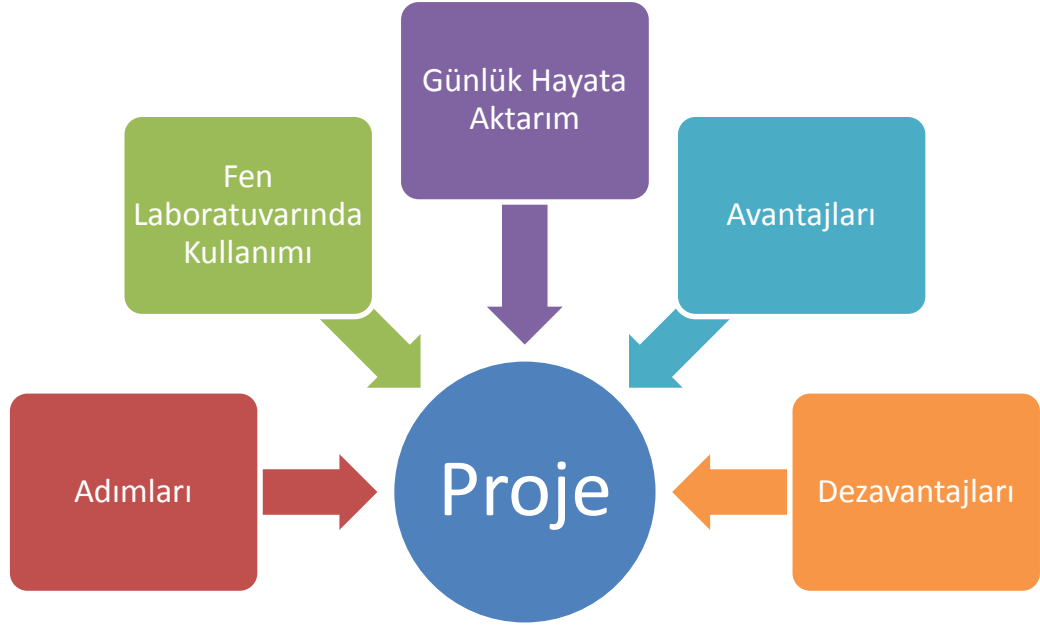 Günlük Hayata
Aktarım
Fen
Laboratuvarında
Kullanımı
Avantajları
Adımları
Proje
Dezavantajları